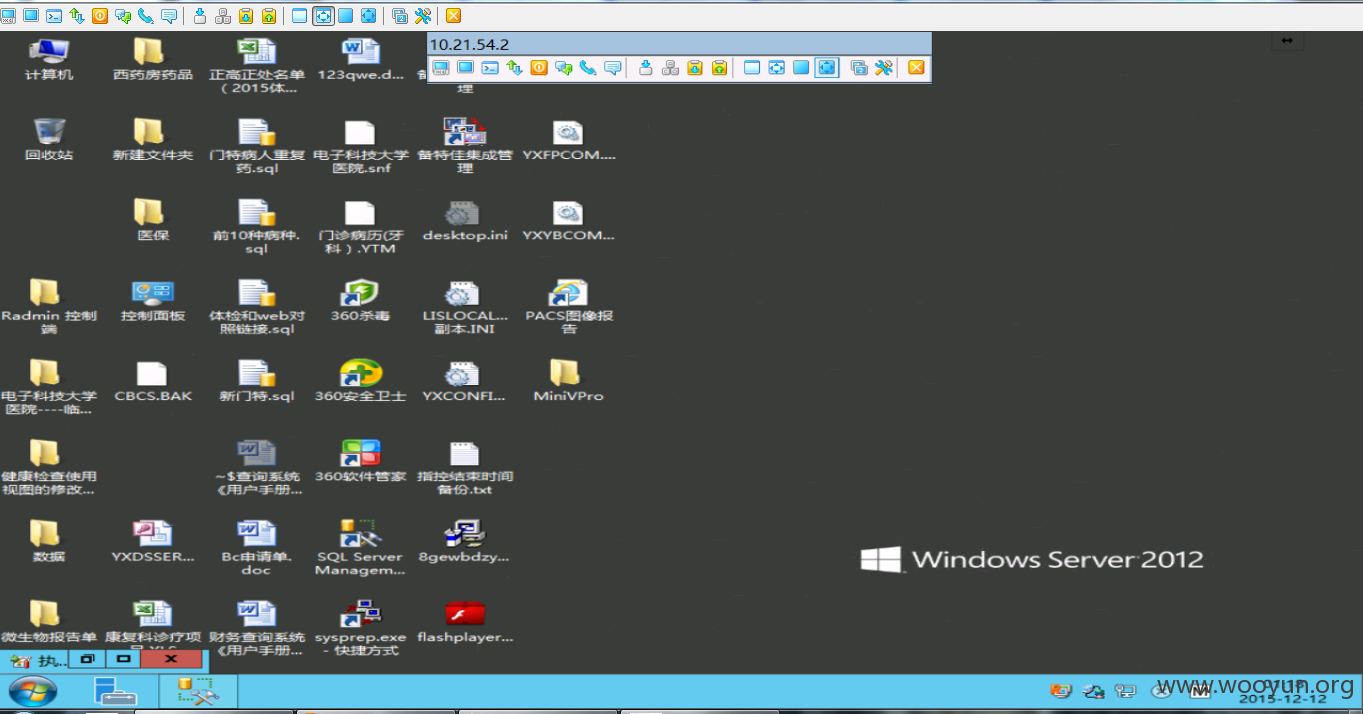 10.21.54.2
计算机
西药房药品
正高正处名单
（2015体...
123qwe.d...
理
回收站
新建文件夹
门特病人重复
药.sql
电子科技大学
医院.snf
备特佳集成管
理
YXFPCOM....
医保
前10种病种.
sql
门诊病历(牙
科）.YTM
desktop.ini
YXYBCOM...
Radmin 控制
端
控制面板
体检和web对
照链接.sql
360杀毒
LISLOCAL...
副本.INI
PACS图像报
告
电子科技大学
医院----临...
CBCS.BAK
新门特.sql
360安全卫士
YXCONFI...
MiniVPro
健康检查使用
视图的修改...
~$查询系统
《用户手册...
360软件管家
指控结束时间
备份.txt
数据
YXDSSER...
Bc申请单.
doc
SQL Server
Managem...
8gewbdzy...
Windows Server 2012
微生物报告单
康复科诊疗项
财务查询系统
《用户手册...
sysprep.exe
- 快捷方式
flashplayer...
执...
www.wooyun.org
2015-12-12